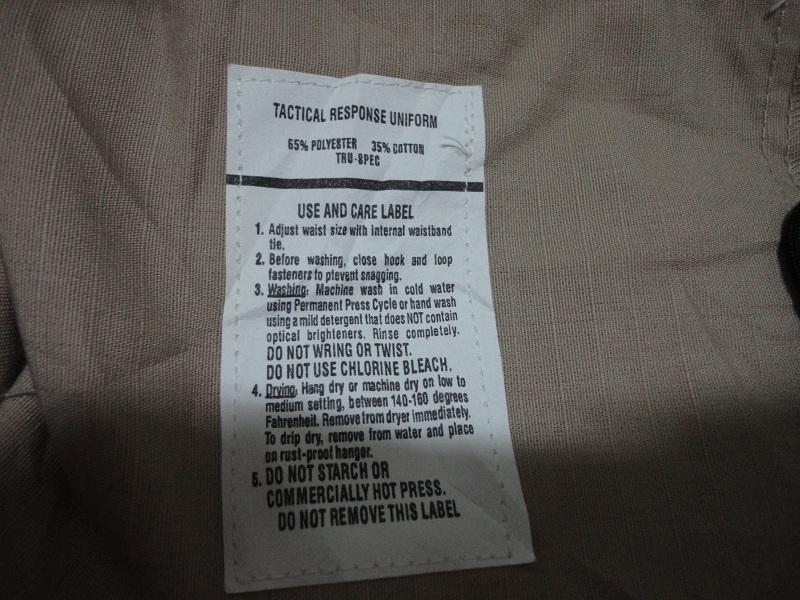 TACTICAL RESPONSE UNIFORM
65% POLYESTER 35% COTTON
TRU-SPEC
USE AND CARE LABEL
1. Adjust waist size with internal waistband
tie.
2. Before washing, close hook and loop
fasteners to ptevent snagging.
3. Washing: Machine wash in cold water
using Permanent Press Cycle or hand wash
using a mild detergent that does NOT contain
optical brighteners. Rinse completely.
DO NOT WRING OR TWIST.
DO NOT USE CHLORINE BLEACH.
4. Drying: Hang dry or machine dry on low to
medium setting, between 140-160 degrees
Fahrenheit. Remove from dryer immediately.
To drip dry, remove from water and place
on rust-proof hanger.
5. DO NOT STARCH OR
COMMERCIALLY HOT PRESS.
DO NOT REMOVE THIS LABEL